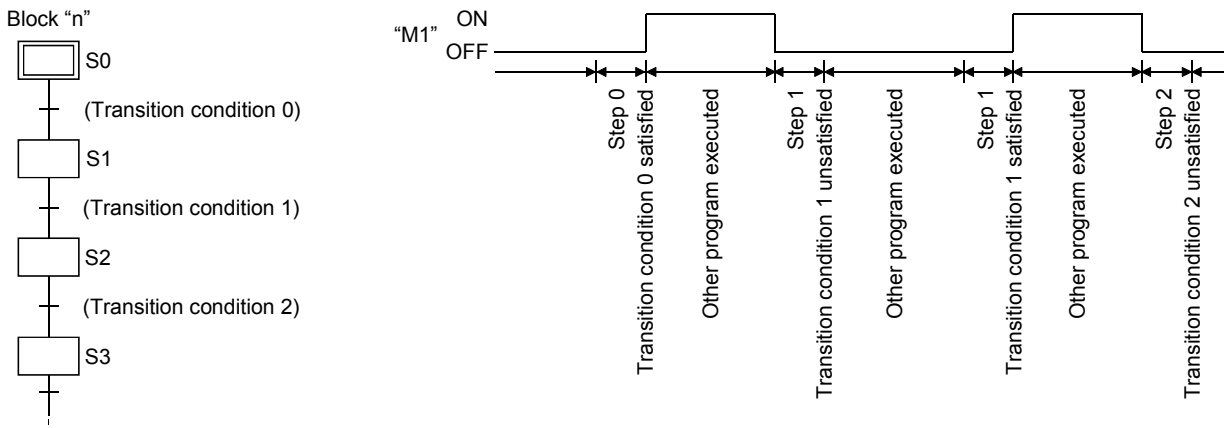 Block “n”
S0
(Transition condition 0)
S1
(Transition condition 1)
S2
(Transition condition 2)
S3
“M1”
ON
OFF
Step 0
Transition condition 0 satisfied
Other program executed
Step 1
Transition condition 1 unsatisfied
Other program executed
Step 1
Transition condition 1 satisfied
Other program executed
Step 2
Transition condition 2 unsatisfied